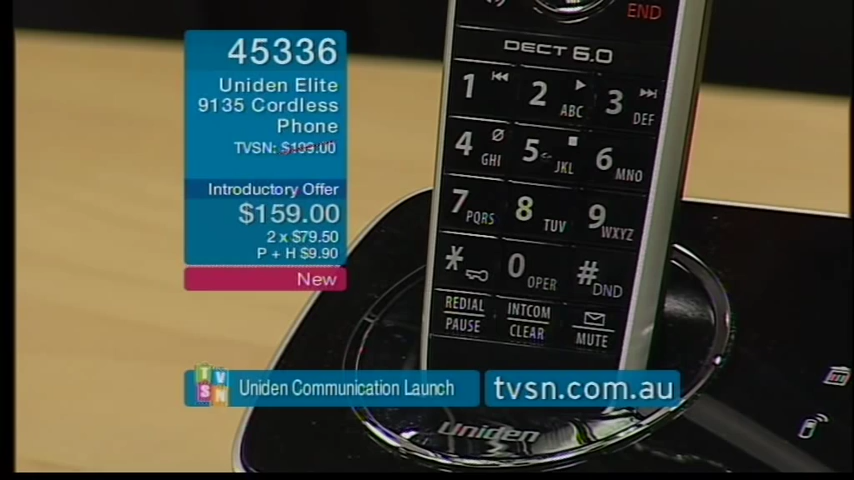 45336
Uniden Elite
9135 Cordless
Phone
TVSN:
Introductory Offer
$159.00
2 x $79.50
P + H $9.90
New
END
DECT 6.0
1 2 ABC 3 DEF
4 GHI 5 JKL 6 MNO
7 PQRS 8 TUV 9 WXYZ
* 0 OPER # DND
REDIAL INTCOM
PAUSE CLEAR MUTE
TVSN Uniden Communication Launch tvsn.com.au
Uniden